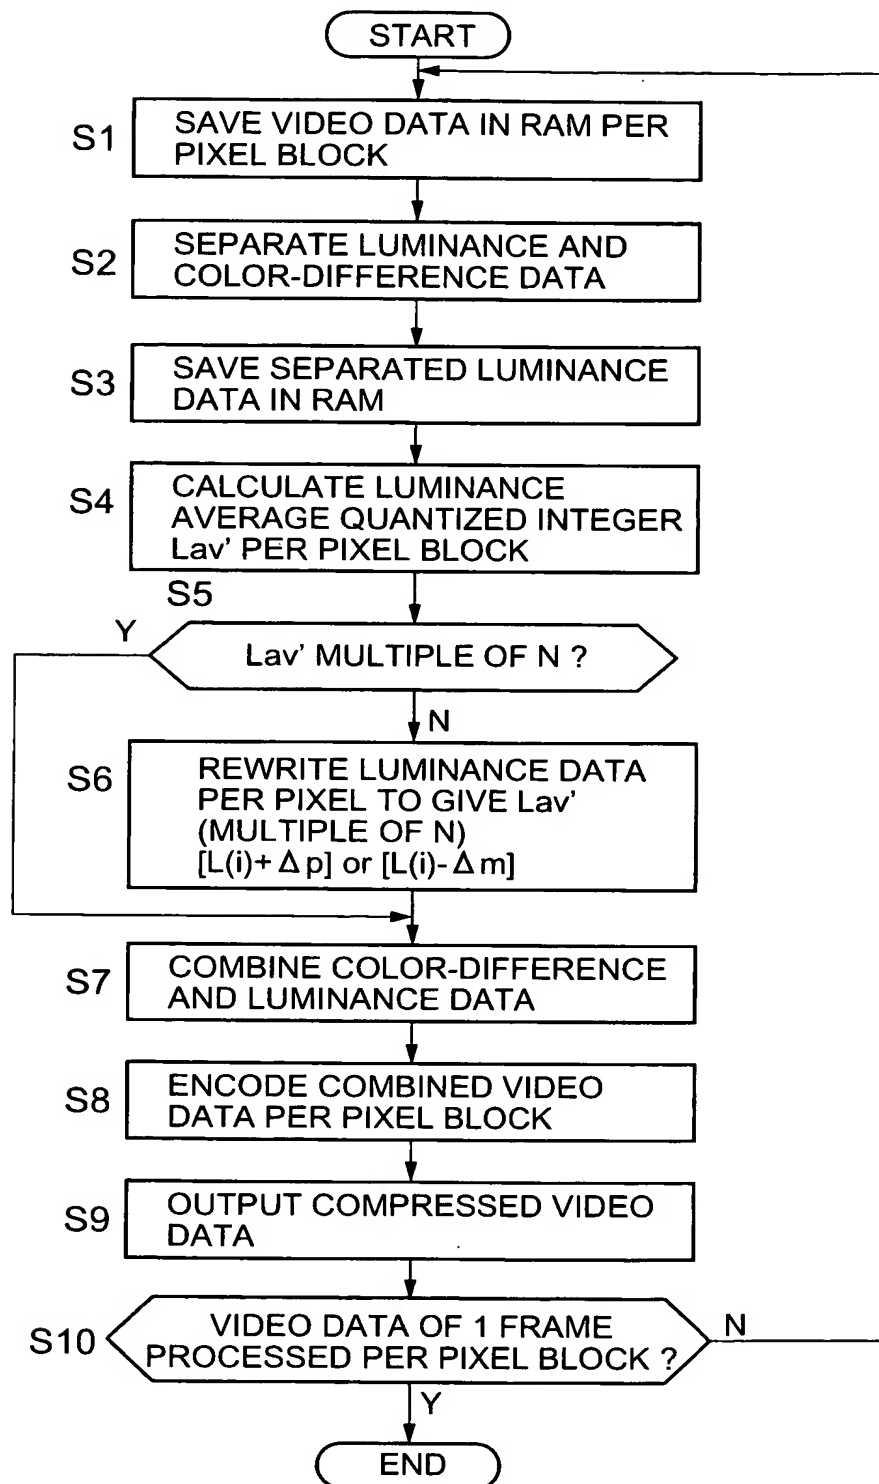 START
S1
SAVE VIDEO DATA IN RAM PER
PIXEL BLOCK
S2
SEPARATE LUMINANCE AND
COLOR-DIFFERENCE DATA
S3
SAVE SEPARATED LUMINANCE
DATA IN RAM
S4
CALCULATE LUMINANCE
AVERAGE QUANTIZED INTEGER
Lav' PER PIXEL BLOCK
S5
Y
Lav' MULTIPLE OF N ?
N
S6
REWRITE LUMINANCE DATA
PER PIXEL TO GIVE Lav'
(MULTIPLE OF N)
[L(i)+ Δp] or [L(i)- Δm]
S7
COMBINE COLOR-DIFFERENCE
AND LUMINANCE DATA
S8
ENCODE COMBINED VIDEO
DATA PER PIXEL BLOCK
S9
OUTPUT COMPRESSED VIDEO
DATA
S10
VIDEO DATA OF 1 FRAME
PROCESSED PER PIXEL BLOCK ?
N
Y
END